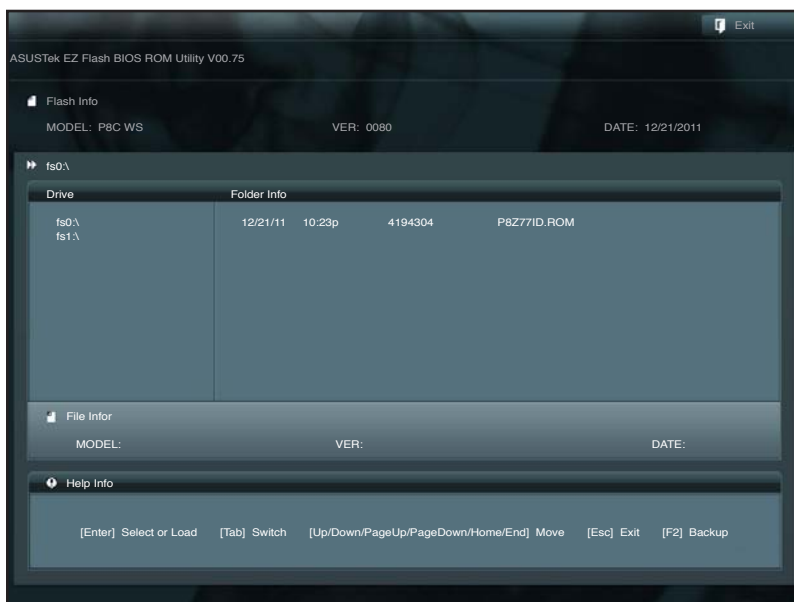 Exit
ASUSTek EZ Flash BIOS ROM Utility V00.75
Flash Info
MODEL: P8C WS VER: 0080 DATE: 12/21/2011
fs0:\
Drive Folder Info
fs0:\ 12/21/11 10:23p 4194304 P8Z77ID.ROM
fs1:\
File Infor
MODEL: VER: DATE:
Help Info
[Enter] Select or Load [Tab] Switch [Up/Down/PageUp/PageDown/Home/End] Move [Esc] Exit [F2] Backup